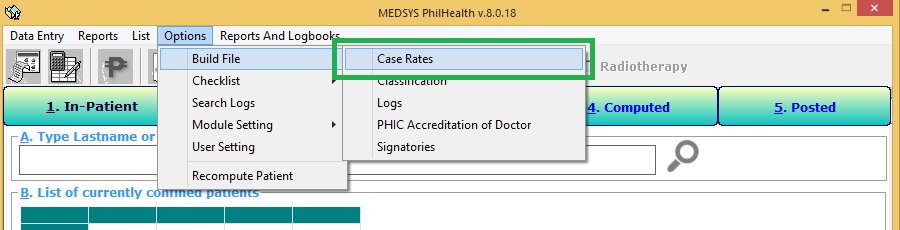 MEDSYS PhilHealth v.8.0.18
Data Entry Reports List Options Reports And Logbooks
Build File
Checklist
Search Logs
Module Setting
User Setting
Recompute Patient
Case Rates
Classification
Logs
PHIC Accreditation of Doctor
Signatories
Radiotherapy
1. In-Patient
4. Computed
5. Posted
A. Type Lastname or
B. List of currently confined patients